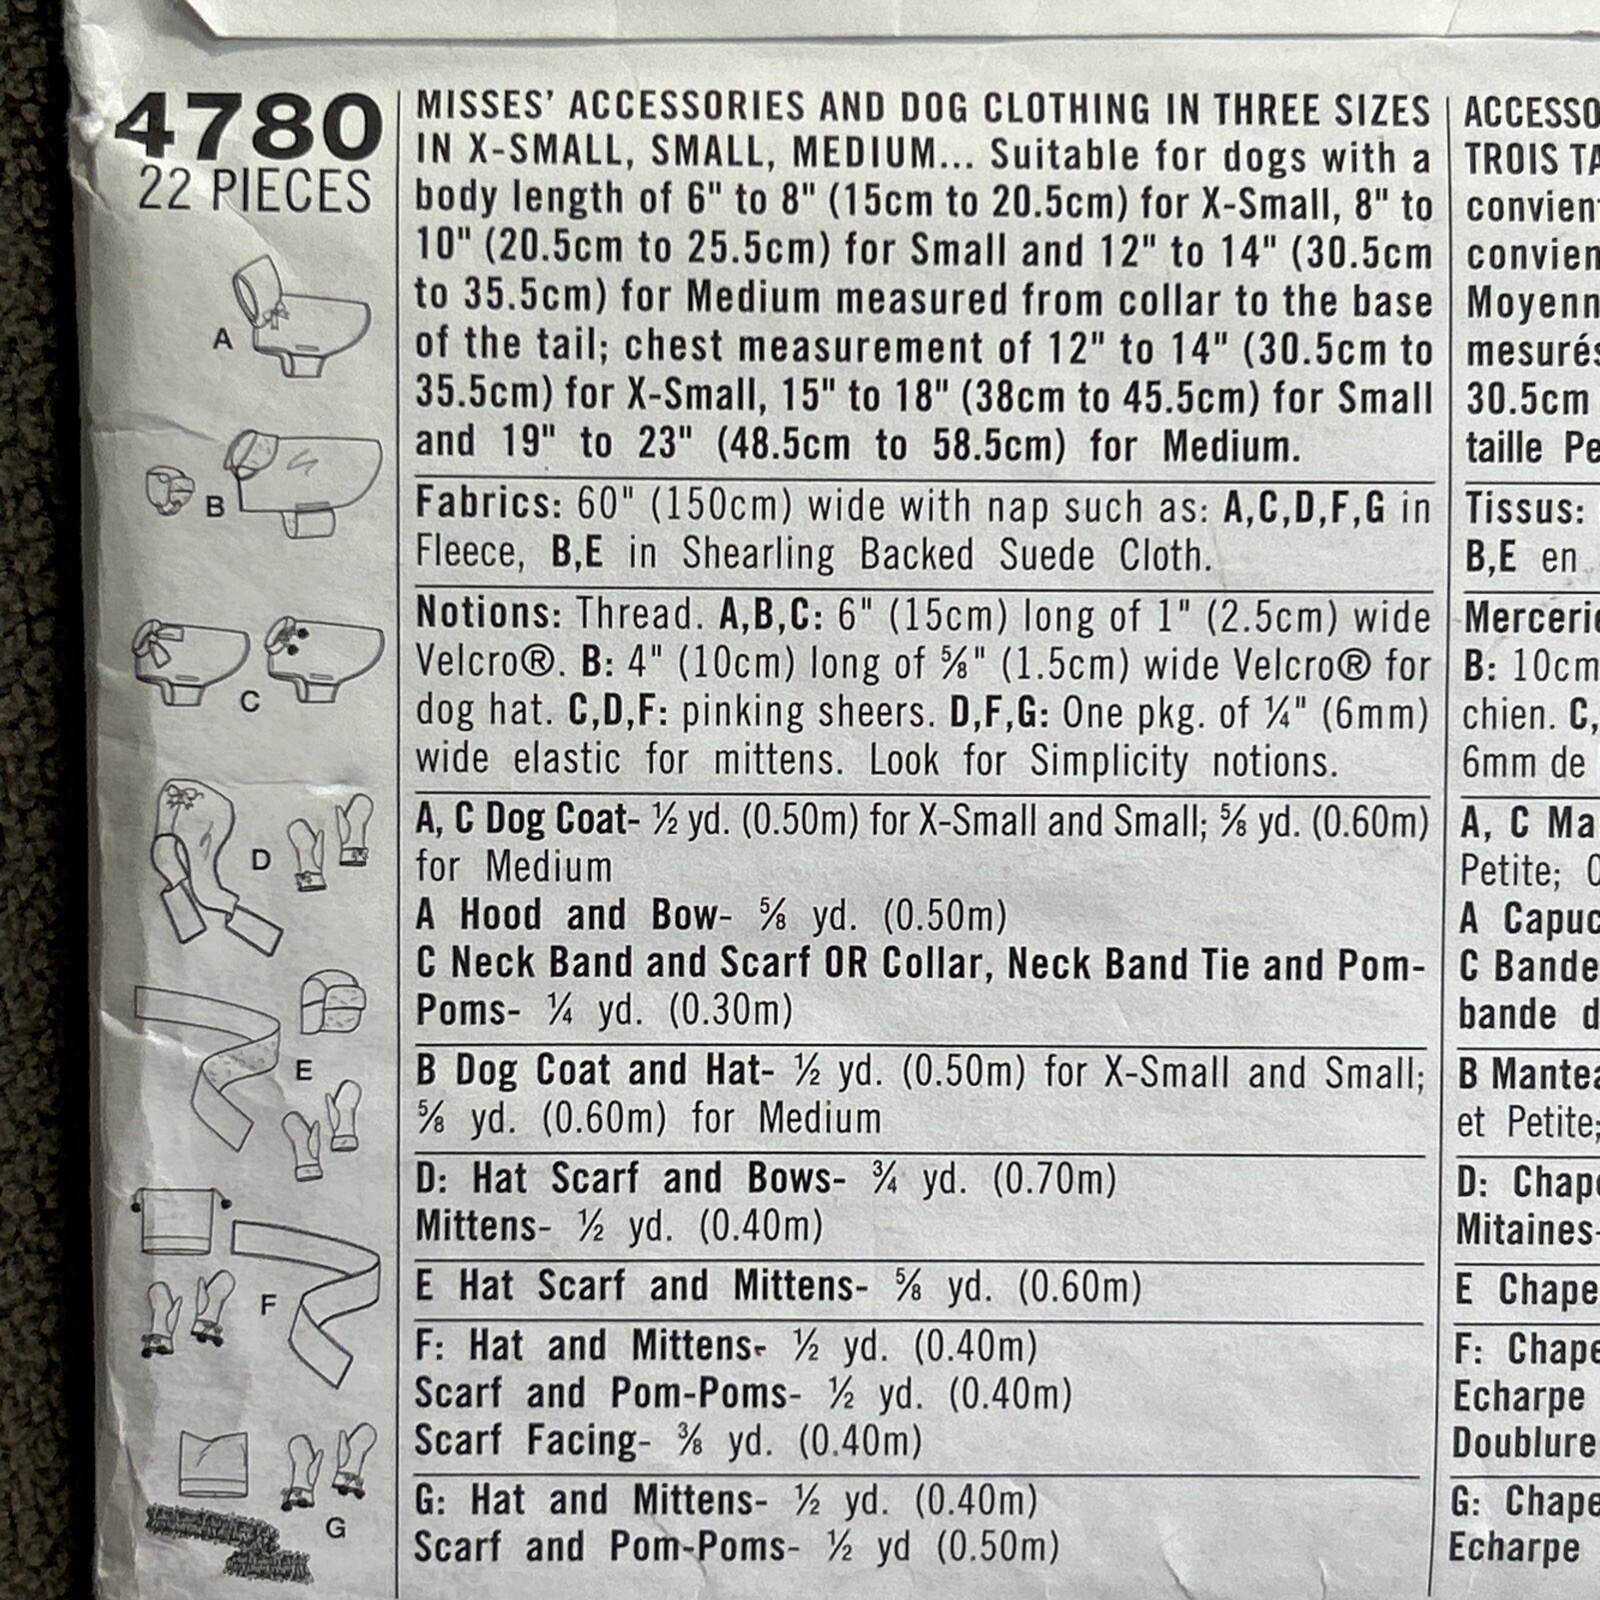 4780
22 PIECES
A
B
C
D
E
F
G
MISSES' ACCESSORIES AND DOG CLOTHING IN THREE SIZES
IN X-SMALL, SMALL, MEDIUM... Suitable for dogs with a
body length of 6" to 8" (15cm to 20.5cm) for X-Small, 8" to
10" (20.5cm to 25.5cm) for Small and 12" to 14" (30.5cm
to 35.5cm) for Medium measured from collar to the base
of the tail; chest measurement of 12" to 14" (30.5cm to
35.5cm) for X-Small, 15" to 18" (38cm to 45.5cm) for Small
and 19" to 23" (48.5cm to 58.5cm) for Medium.
Fabrics: 60" (150cm) wide with nap such as: A,C,D,F,G in
Fleece, B,E in Shearling Backed Suede Cloth.
Notions: Thread. A,B,C: 6" (15cm) long of 1" (2.5cm) wide
Velcro®. B: 4" (10cm) long of ⅝" (1.5cm) wide Velcro® for
dog hat. C,D,F: pinking sheers. D,F,G: One pkg. of ¼" (6mm)
wide elastic for mittens. Look for Simplicity notions.
A, C Dog Coat- ½ yd. (0.50m) for X-Small and Small; ⅝ yd. (0.60m)
for Medium
A Hood and Bow- ⅝ yd. (0.50m)
C Neck Band and Scarf OR Collar, Neck Band Tie and Pom-
Poms- ¼ yd. (0.30m)
B Dog Coat and Hat- ½ yd. (0.50m) for X-Small and Small;
⅝ yd. (0.60m) for Medium
D: Hat Scarf and Bows- ¾ yd. (0.70m)
Mittens- ½ yd. (0.40m)
E Hat Scarf and Mittens- ⅝ yd. (0.60m)
F: Hat and Mittens- ½ yd. (0.40m)
Scarf and Pom-Poms- ½ yd. (0.40m)
Scarf Facing- ⅜ yd. (0.40m)
G: Hat and Mittens- ½ yd. (0.40m)
Scarf and Pom-Poms- ½ yd (0.50m)
ACCESSO
TROIS TA
convien
convien
Moyenn
mesurés
30.5cm
taille Pe
Tissus:
B,E en
Mercerie
B: 10cm
chien. C,
6mm de
A, C Ma
Petite; 0
A Capuc
C Bande
bande d
B Mantea
et Petite;
D: Chape
Mitaines-
E Chape
F: Chape
Echarpe
Doublure
G: Chape
Echarpe